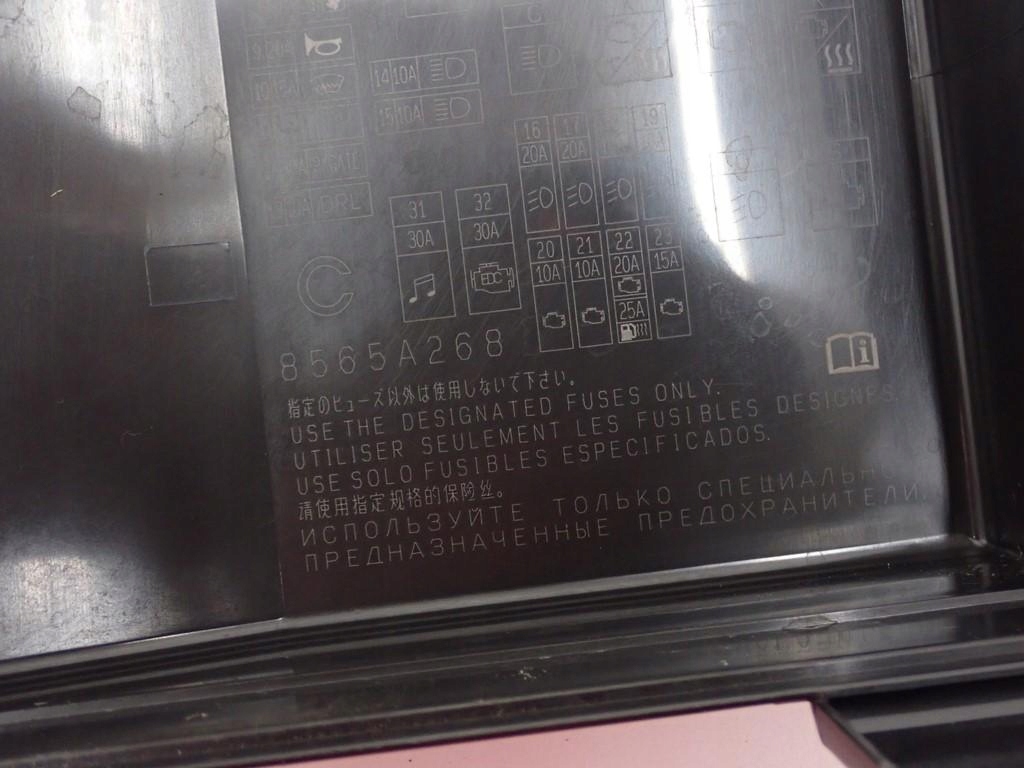 C
14 10A
15 10A
16
20A
17
20A
19
DRL
31
30A
32
30A
20
10A
21
10A
22
20A
25A
23
15A
C
8565A268
指定のヒューズ以外は使用しないで下さい。
USE THE DESIGNATED FUSES ONLY.
UTILISER SEULEMENT LES FUSIBLES DESIGNES.
USE SOLO FUSIBLES ESPECIFICADOS.
请使用指定规格的保险丝。
ИСПОЛЬЗУЙТЕ ТОЛЬКО СПЕЦИАЛЬН
ПРЕДНАЗНАЧЕННЫЕ ПРЕДОХРАНИТЕЛИ.